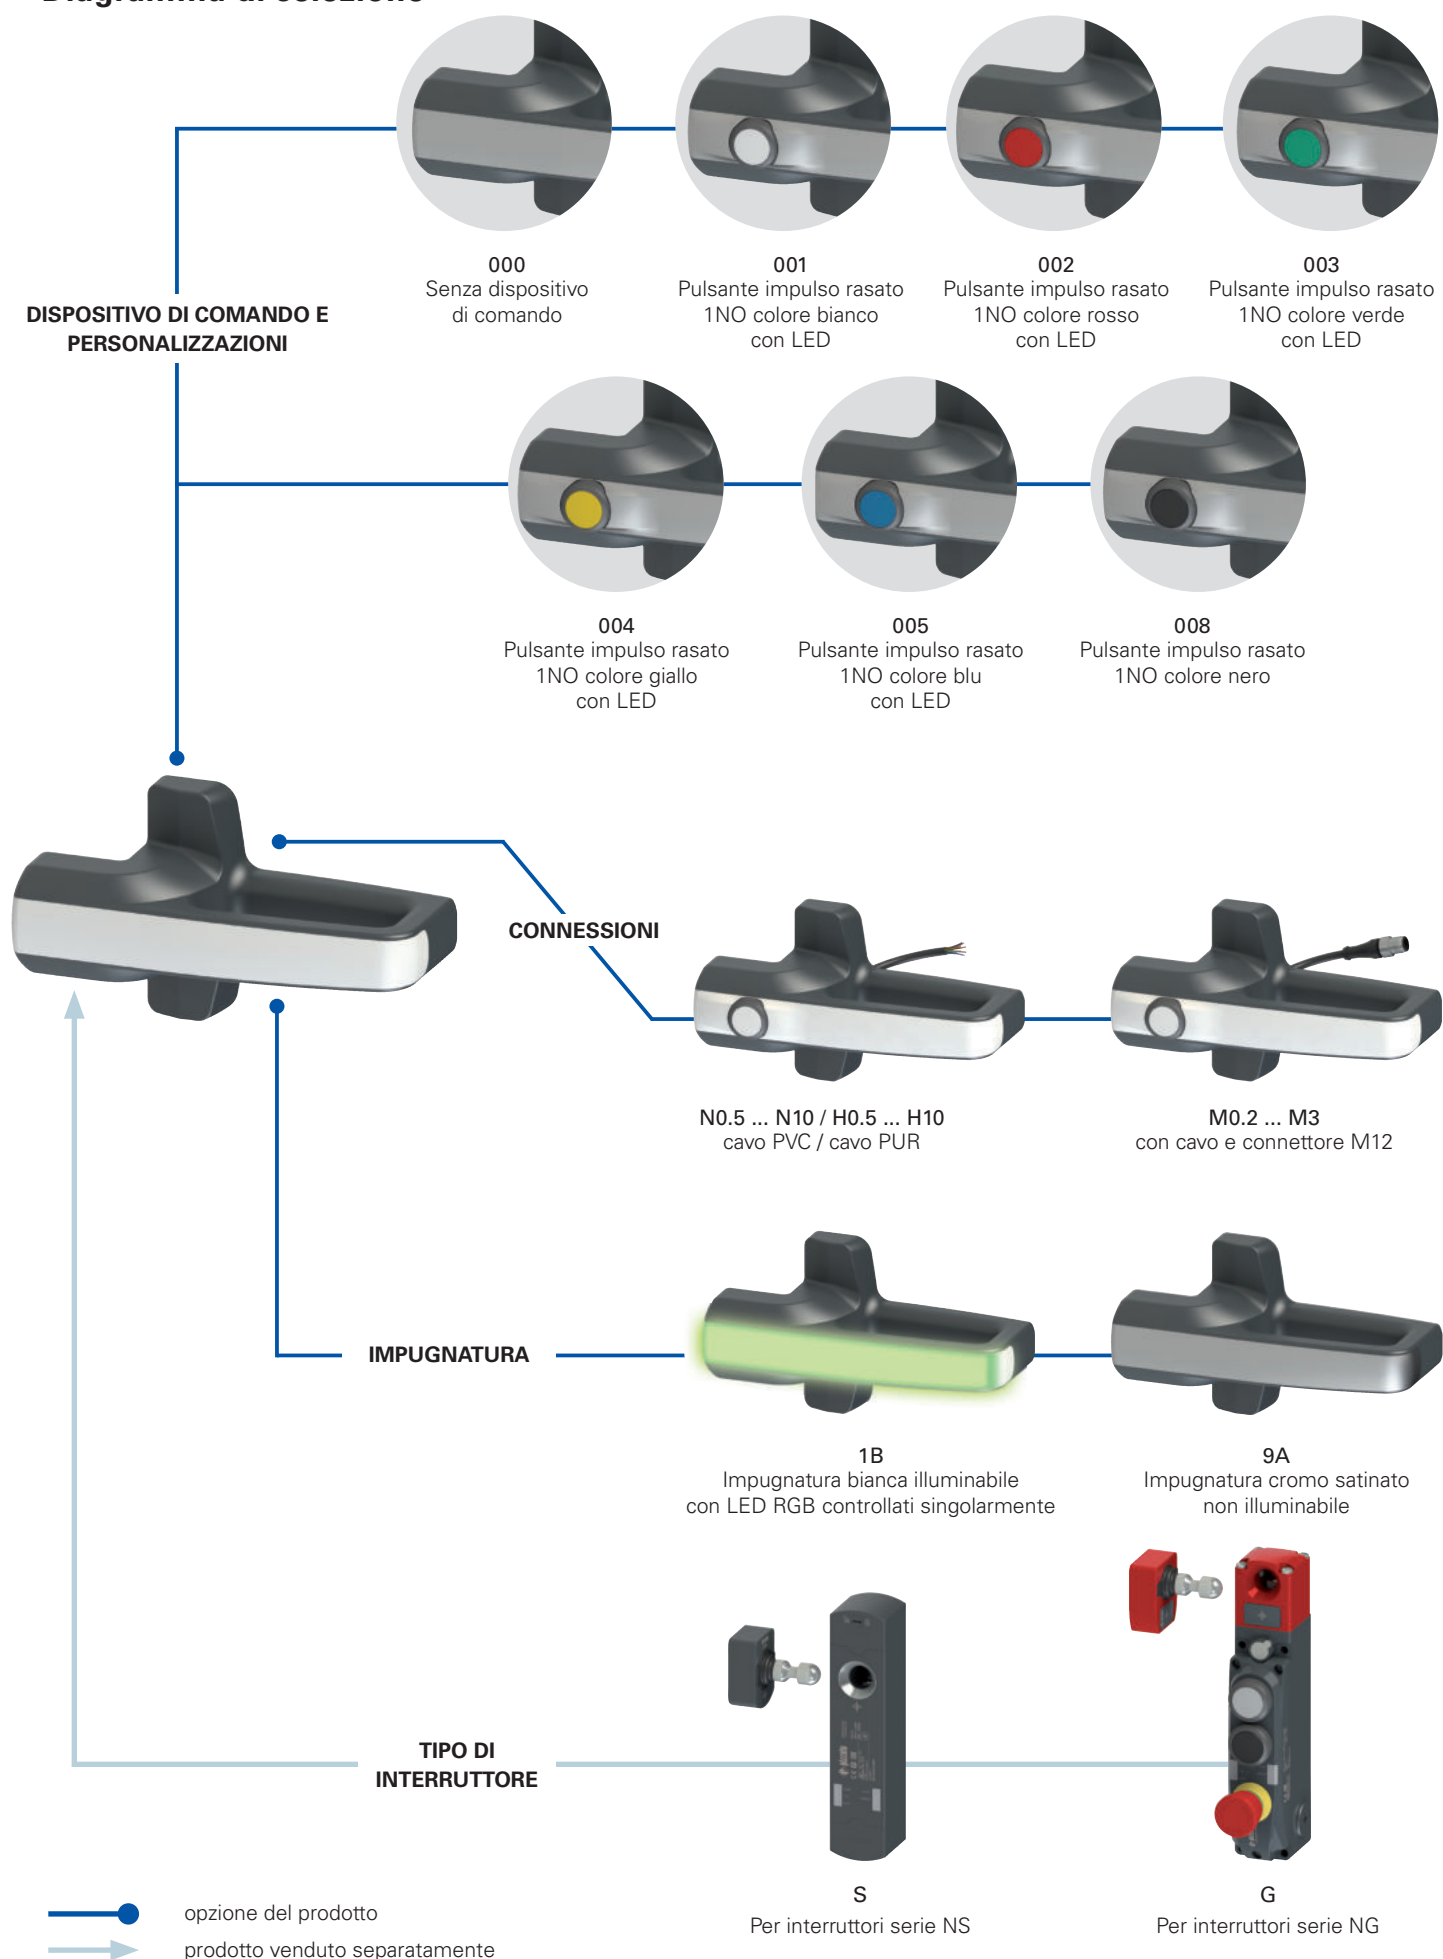 Diagramma di selezione
000
Senza dispositivo
di comando
001
Pulsante impulso rasato
1NO colore bianco
con LED
002
Pulsante impulso rasato
1NO colore rosso
con LED
003
Pulsante impulso rasato
1NO colore verde
con LED
DISPOSITIVO DI COMANDO E
PERSONALIZZAZIONI
004
Pulsante impulso rasato
1NO colore giallo
con LED
005
Pulsante impulso rasato
1NO colore blu
con LED
008
Pulsante impulso rasato
1NO colore nero
CONNESSIONI
N0.5 ... N10 / H0.5 ... H10
cavo PVC / cavo PUR
M0.2 ... M3
con cavo e connettore M12
IMPUGNATURA
1B
Impugnatura bianca illuminabile
con LED RGB controllati singolarmente
9A
Impugnatura cromo satinato
non illuminabile
TIPO DI
INTERRUTTORE
S
Per interruttori serie NS
G
Per interruttori serie NG
opzione del prodotto
prodotto venduto separatamente